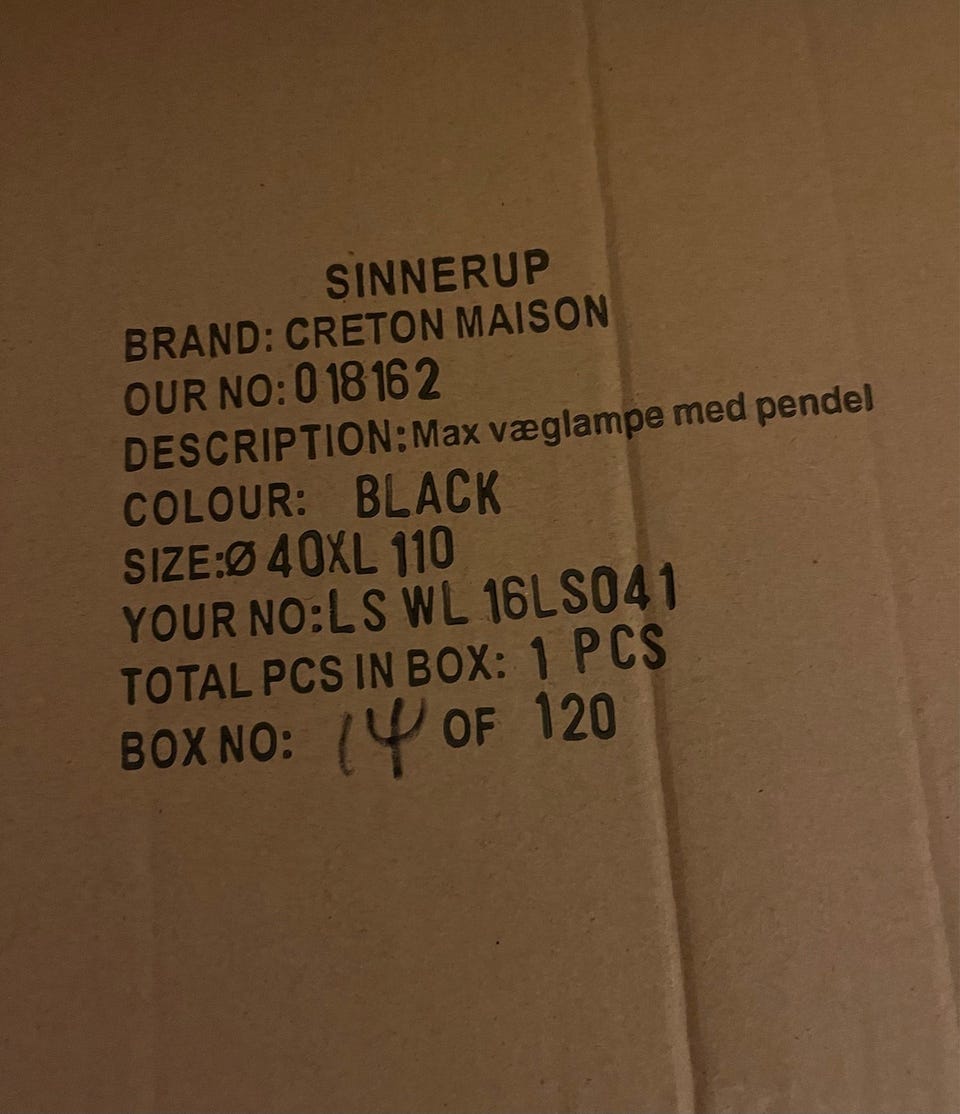 SINNERUP
BRAND: CRETON MAISON
OUR NO: 018162
DESCRIPTION: Max væglampe med pendel
COLOUR: BLACK
SIZE:Ø 40XL 110
YOUR NO: LS WL 16LS041
TOTAL PCS IN BOX: 1 PCS
BOX NO: 14 OF 120